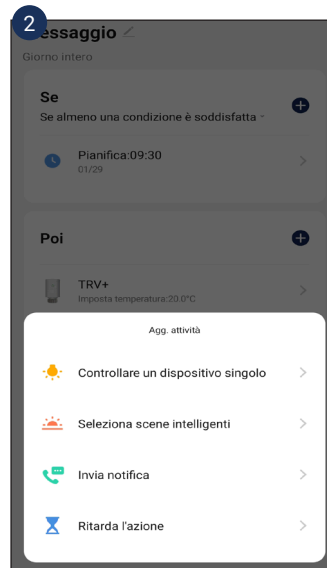 2
essaggio
Giorno intero
Se
Se almeno una condizione è soddisfatta
Pianifica:09:30
01/29
Poi
TRV+
Imposta temperatura:20.0°C
Agg. attività
Controllare un dispositivo singolo
Seleziona scene intelligenti
Invia notifica
Ritarda l'azione